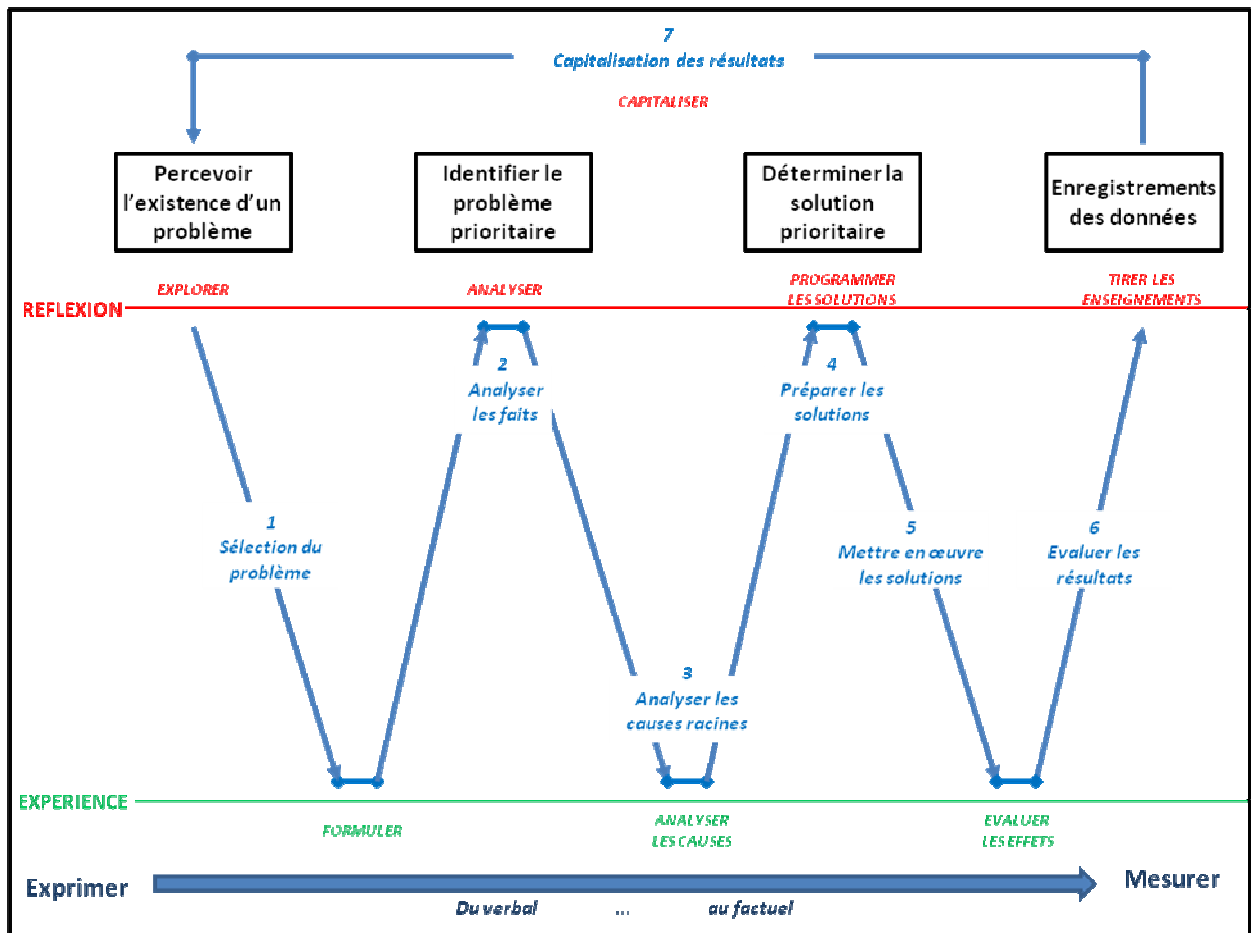 7
Capitalisation des résultats
CAPITALISER
Percevoir
l'existence d'un
problème
Identifier le
problème
prioritaire
Déterminer la
solution
prioritaire
Enregistrements
des données
EXPLORER
ANALYSER
PROGRAMMER
LES SOLUTIONS
TIRER LES
ENSEIGNEMENTS
REFLEXION
2
Analyser
les faits
4
Préparer les
solutions
1
Sélection du
problème
5
Mettre en œuvre
les solutions
6
Evaluer les
résultats
3
Analyser les
causes racines
EXPERIENCE
FORMULER
ANALYSER
LES CAUSES
EVALUER
LES EFFETS
Exprimer
Mesurer
Du verbal ... au factuel